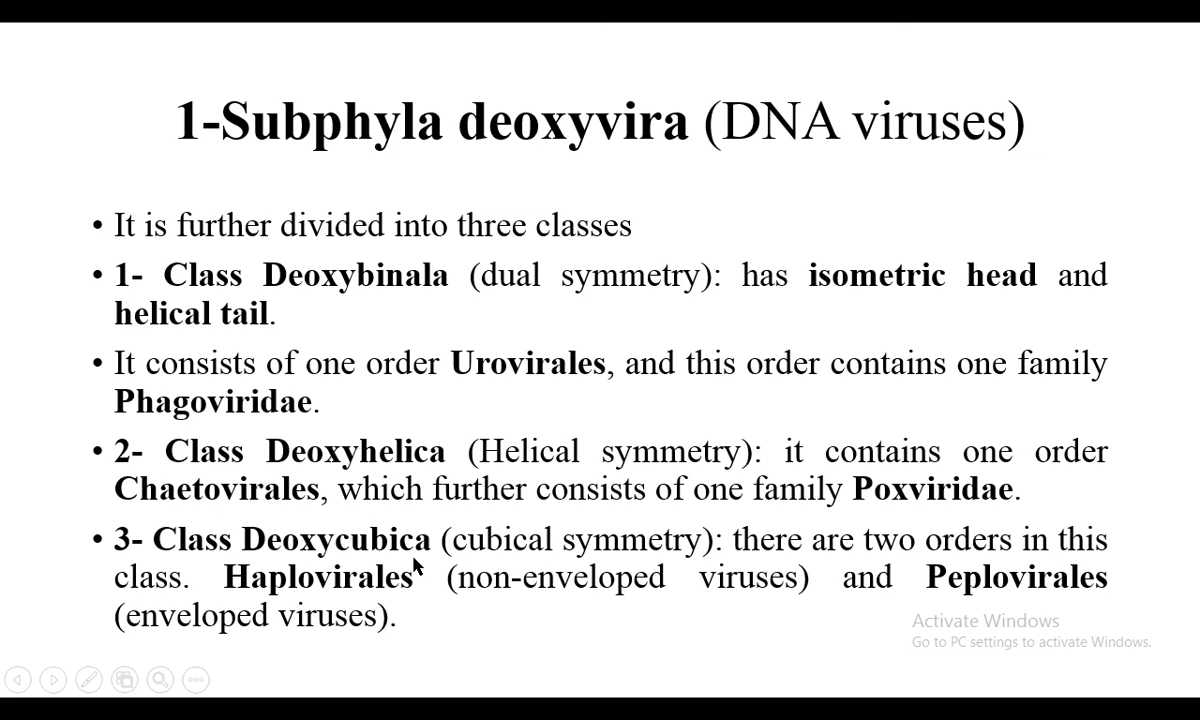 1-Subphyla deoxyvira (DNA viruses)
• It is further divided into three classes
• 1- Class Deoxybinala (dual symmetry): has isometric head and
helical tail.
• It consists of one order Urovirales, and this order contains one family
Phagoviridae.
• 2- Class Deoxyhelica (Helical symmetry): it contains one order
Chaetovirales, which further consists of one family Poxviridae.
• 3- Class Deoxycubica (cubical symmetry): there are two orders in this
class. Haplovirales (non-enveloped viruses) and Peplovirales
(enveloped viruses).
Activate Windows
Go to PC settings to activate Windows.